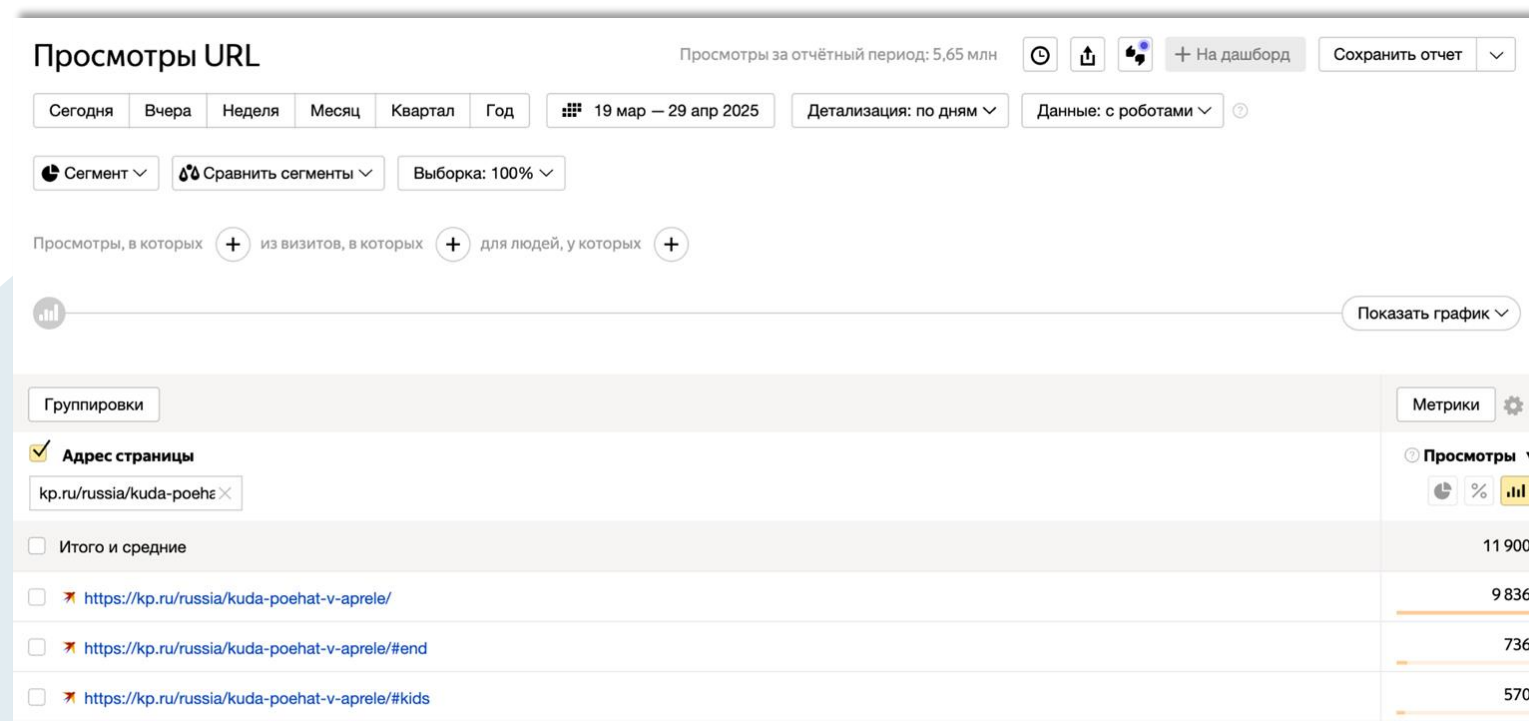 Просмотры URL
Просмотры за отчётный период: 5,65 млн
+ На дашборд
Сохранить отчет
Сегодня Вчера Неделя Месяц Квартал Год
19 мар — 29 апр 2025
Детализация: по дням
Данные: с роботами
Сегмент
Сравнить сегменты
Выборка: 100%
Просмотры, в которых + из визитов, в которых + для людей, у которых +
Показать график
Группировки
Метрики
Адрес страницы
Просмотры
kp.ru/russia/kuda-poeha
%
Итого и средние 11 900
https://kp.ru/russia/kuda-poehat-v-aprele/ 9 836
https://kp.ru/russia/kuda-poehat-v-aprele/#end 736
https://kp.ru/russia/kuda-poehat-v-aprele/#kids 570